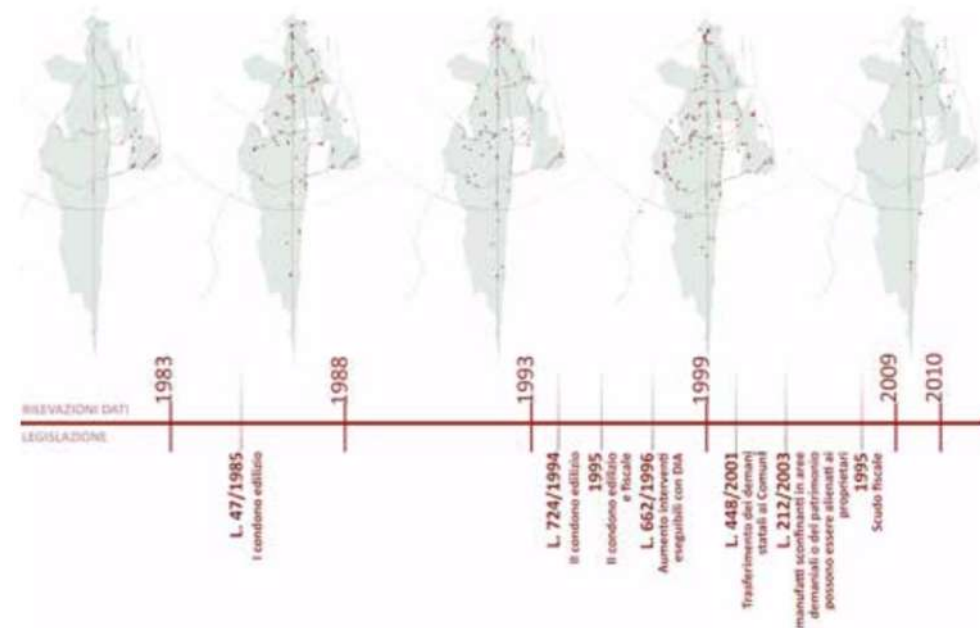 1983
1988
1993
1999
2009
2010
RILEVAZIONI DATI
LEGISLAZIONE
L. 47/1985
I condono edilizio
L. 724/1994
II condono edilizio
1995
II condono edilizio
e fiscale
L. 662/1996
Aumento interventi
eseguibili con DIA
L. 448/2001
Trasferimento dei demani
statali ai Comuni
L. 212/2003
manufatti sconfinanti in aree
demaniali o del patrimonio
possono essere alienati ai
proprietari
1995
Scudo fiscale